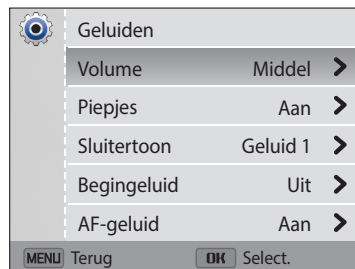 Geluiden
Volume Middel
Piepjes Aan
Sluitertoon Geluid 1
Begingeluid Uit
AF-geluid Aan
MENU Terug OK Select.